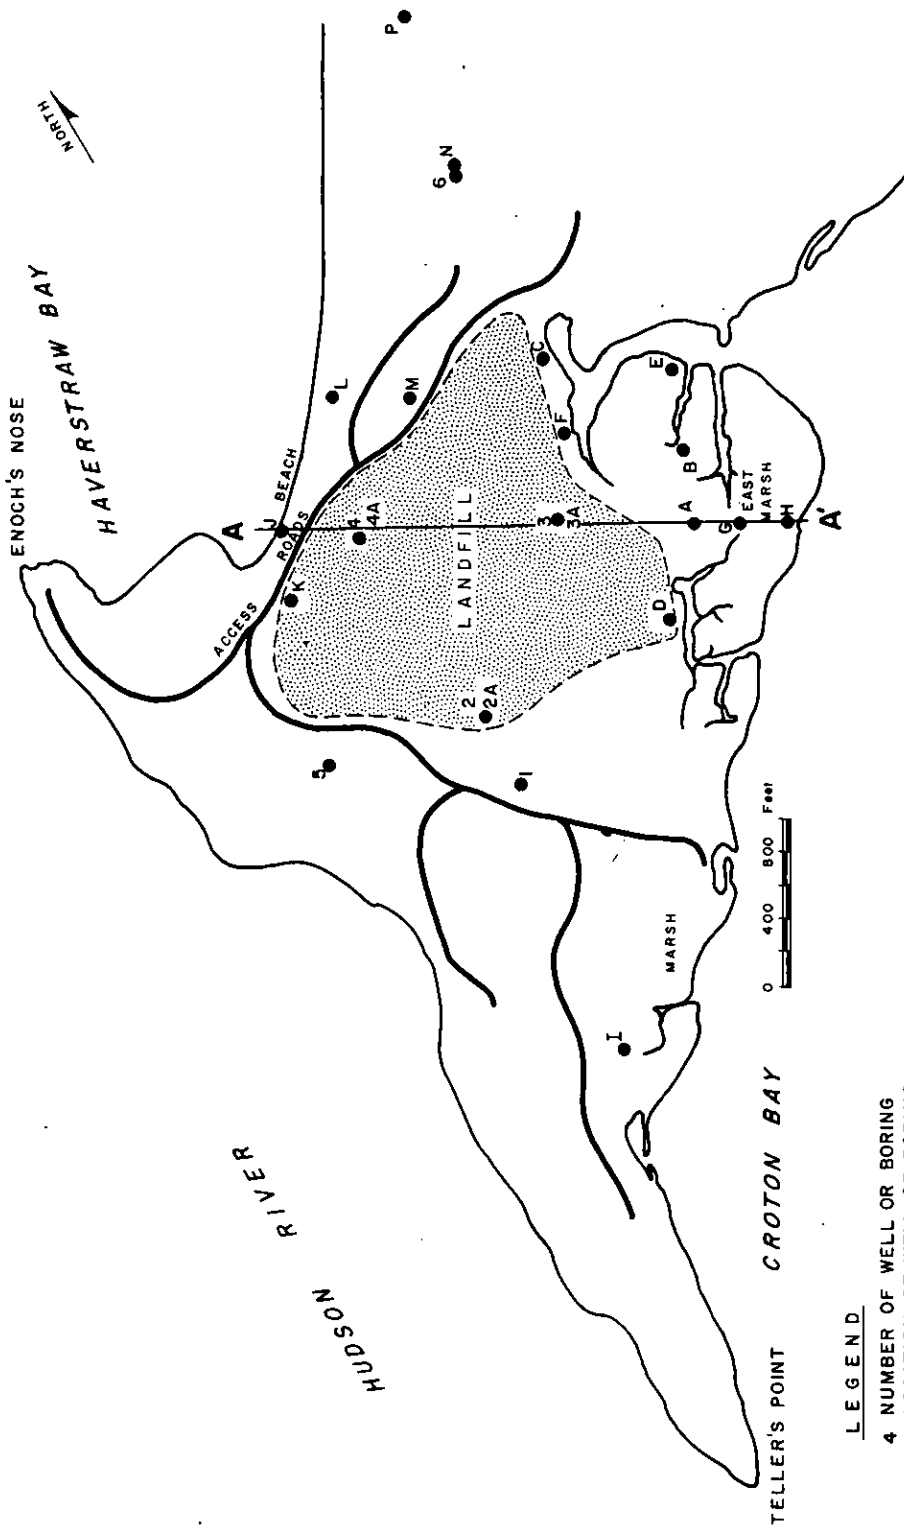 ENOCH'S NOSE
HAVERSTRAW BAY
NORTH
P
6
N
BEACH
ACCESS
ROADS
A
J
L
M
K
4
4A
LANDFILL
3
3A
2
2A
5
1
C
F
E
B
D
A
G
EAST
MARSH
H
A'
MARSH
I
HUDSON RIVER
CROTON BAY
TELLER'S POINT
0 400 800 Feet
LEGEND
4 NUMBER OF WELL OR BORING